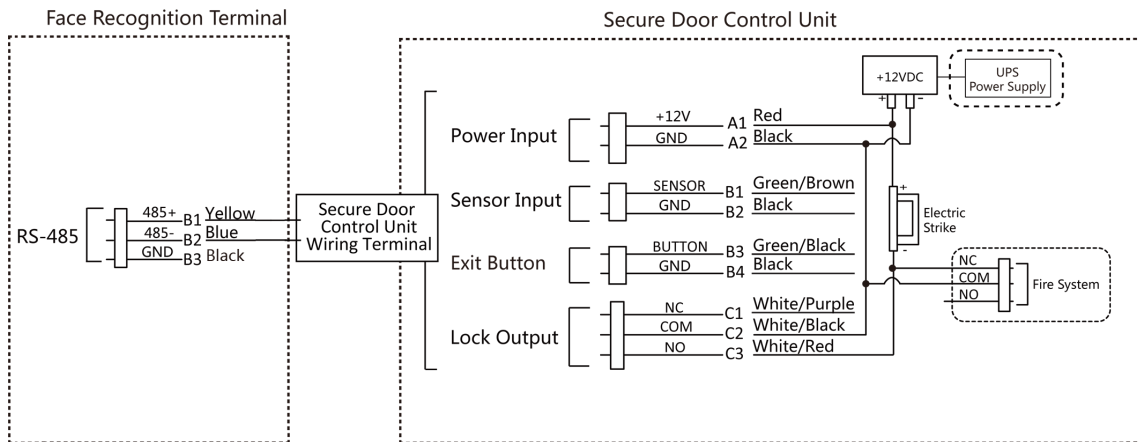 Face Recognition Terminal
Secure Door Control Unit
+12VDC
+ -
UPS
Power Supply
Power Input
+12V A1 Red
GND A2 Black
Sensor Input
SENSOR B1 Green/Brown
GND B2 Black
+
Electric
Strike
-
RS-485
485+ B1 Yellow
485- B2 Blue
GND B3 Black
Secure Door
Control Unit
Wiring Terminal
Exit Button
BUTTON B3 Green/Black
GND B4 Black
NC
COM
NO
Fire System
Lock Output
NC C1 White/Purple
COM C2 White/Black
NO C3 White/Red